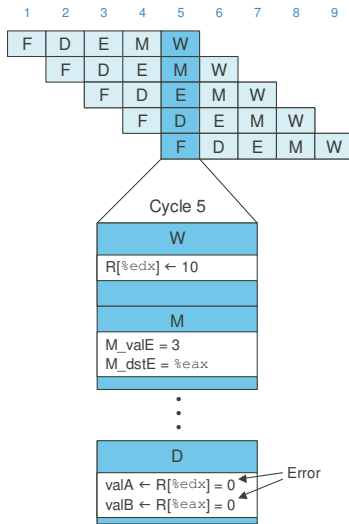 1 2 3 4 5 6 7 8 9
F D E M W
F D E M W
F D E M W
F D E M W
F D E M W
Cycle 5
W
R[%edx] ← 10
M
M_valE = 3
M_dstE = %eax
D
valA ← R[%edx] = 0
Error
valB ← R[%eax] = 0